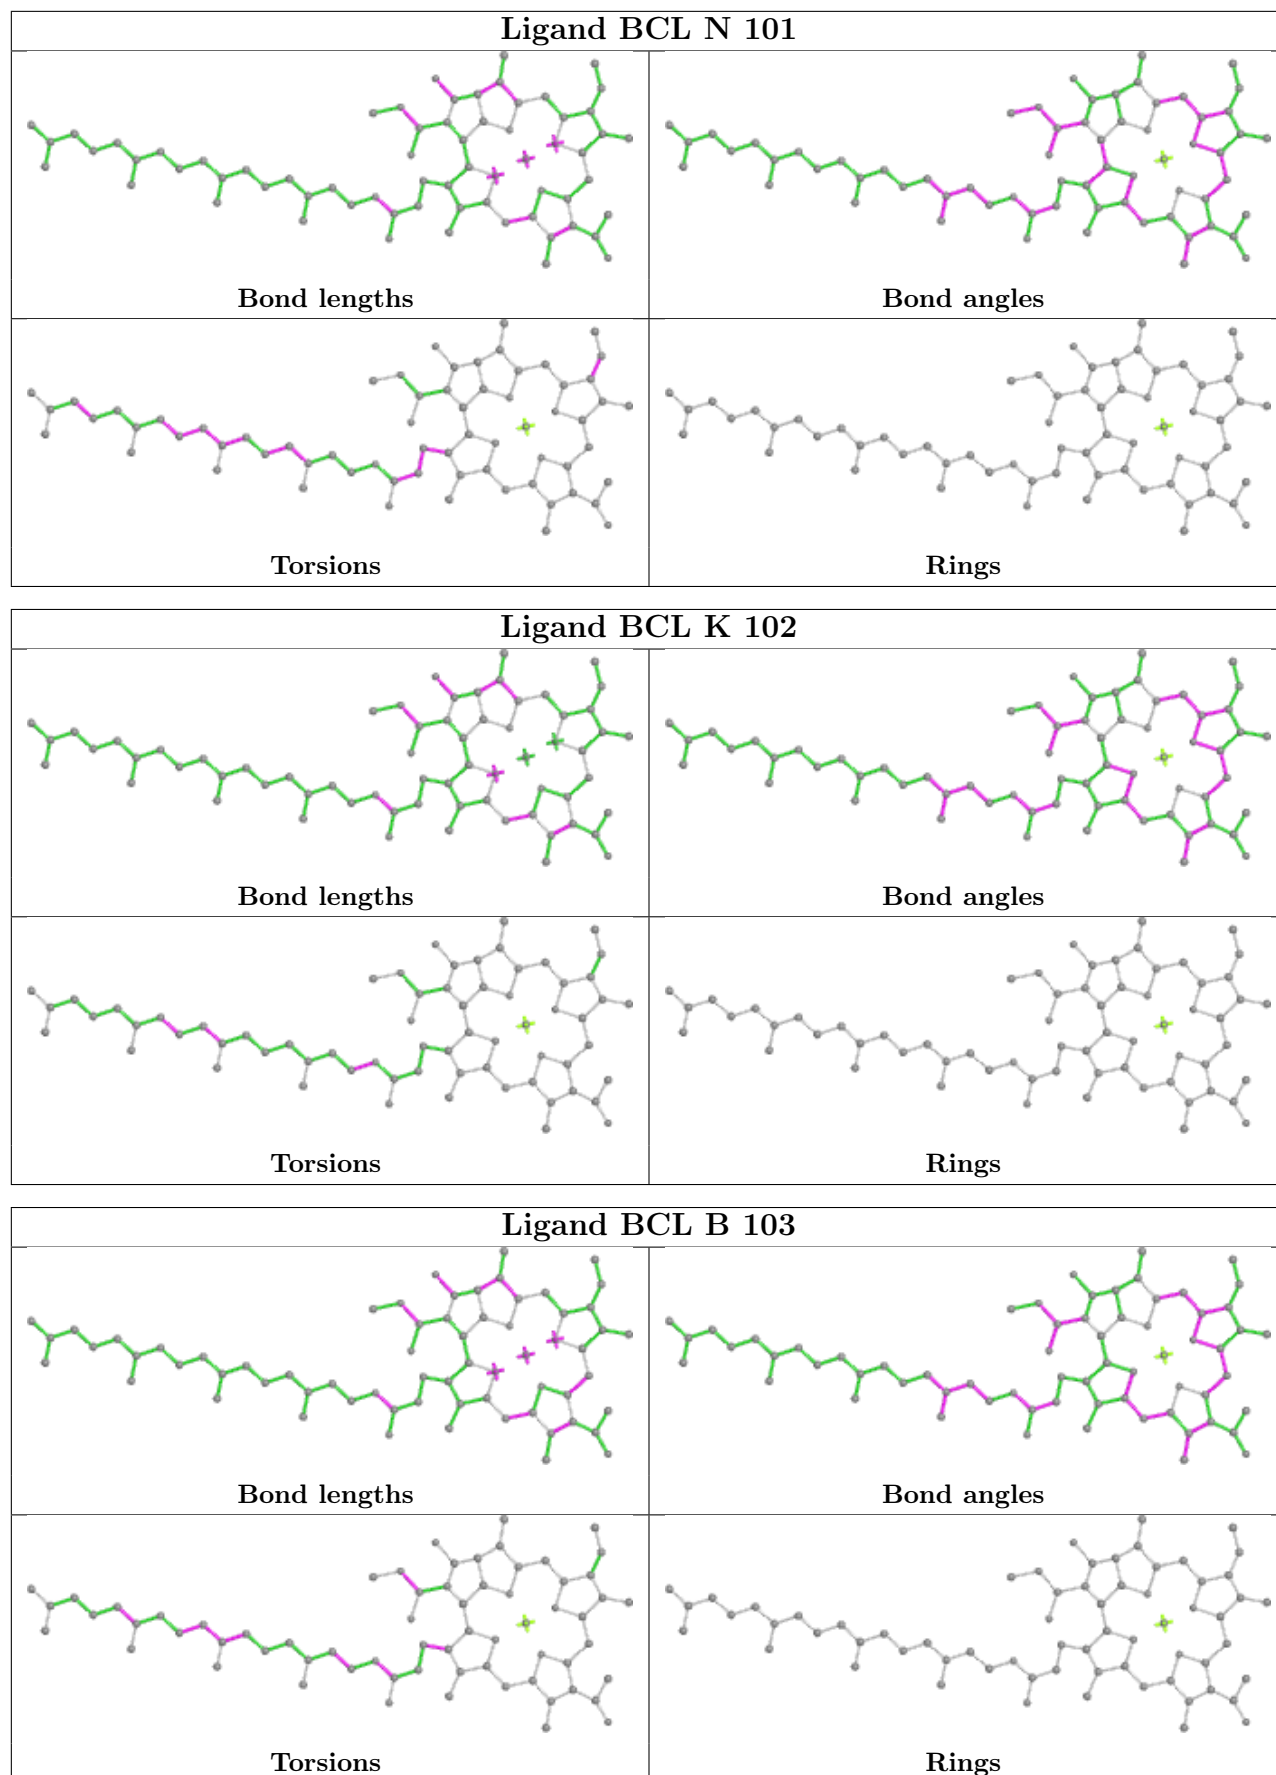 Ligand BCL N 101
Bond lengths
Bond angles
Torsions
Rings
Ligand BCL K 102
Bond lengths
Bond angles
Torsions
Rings
Ligand BCL B 103
Bond lengths
Bond angles
Torsions
Rings